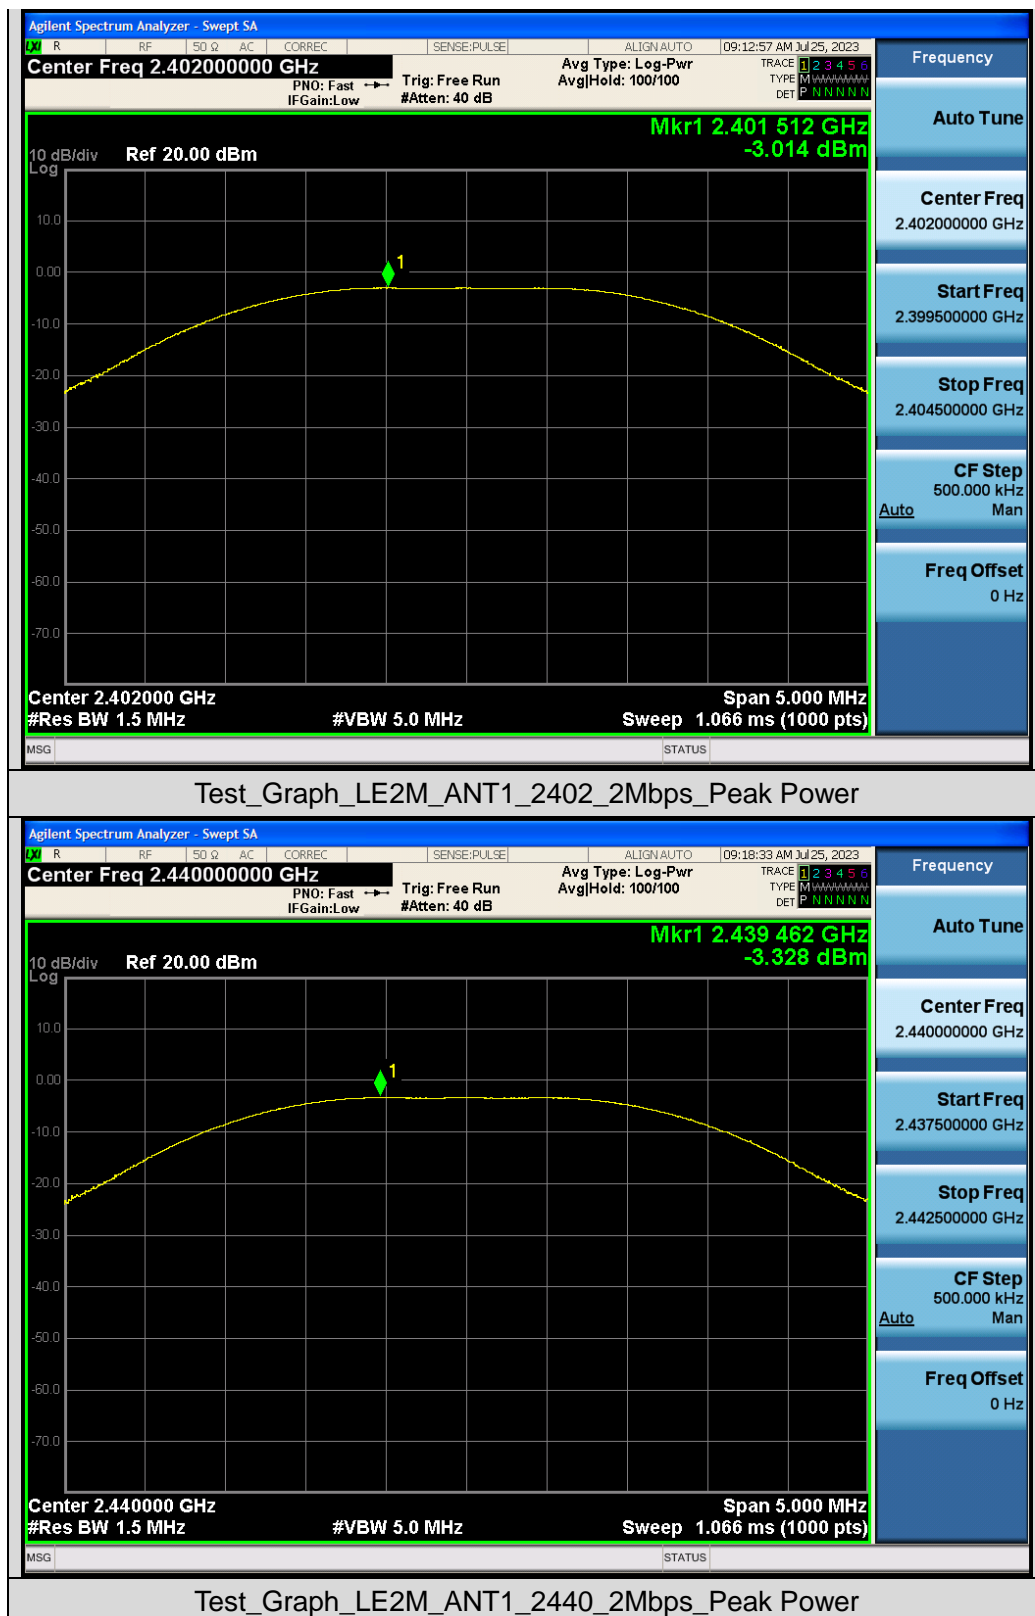 Agilent Spectrum Analyzer - Swept SA
LXI R RF 50 Ω AC CORREC SENSE:PULSE ALIGN AUTO 09:12:57 AM Jul 25, 2023
Center Freq 2.402000000 GHz
PNO: Fast
IFGain:Low
Trig: Free Run
#Atten: 40 dB
Avg Type: Log-Pwr
Avg|Hold: 100/100
TRACE 1 2 3 4 5 6
TYPE M
DET P N N N N N
Frequency
Mkr1 2.401 512 GHz
-3.014 dBm
10 dB/div Ref 20.00 dBm
Log
10.0
0.00
1
-10.0
-20.0
-30.0
-40.0
-50.0
-60.0
-70.0
Center 2.402000 GHz Span 5.000 MHz
#Res BW 1.5 MHz #VBW 5.0 MHz Sweep 1.066 ms (1000 pts)
MSG STATUS
Auto Tune
Center Freq
2.402000000 GHz
Start Freq
2.399500000 GHz
Stop Freq
2.404500000 GHz
CF Step
500.000 kHz
Auto Man
Freq Offset
0 Hz
Test_Graph_LE2M_ANT1_2402_2Mbps_Peak Power
Agilent Spectrum Analyzer - Swept SA
LXI R RF 50 Ω AC CORREC SENSE:PULSE ALIGN AUTO 09:18:33 AM Jul 25, 2023
Center Freq 2.440000000 GHz
PNO: Fast
IFGain:Low
Trig: Free Run
#Atten: 40 dB
Avg Type: Log-Pwr
Avg|Hold: 100/100
TRACE 1 2 3 4 5 6
TYPE M
DET P N N N N N
Frequency
Mkr1 2.439 462 GHz
-3.328 dBm
10 dB/div Ref 20.00 dBm
Log
10.0
0.00
1
-10.0
-20.0
-30.0
-40.0
-50.0
-60.0
-70.0
Center 2.440000 GHz Span 5.000 MHz
#Res BW 1.5 MHz #VBW 5.0 MHz Sweep 1.066 ms (1000 pts)
MSG STATUS
Auto Tune
Center Freq
2.440000000 GHz
Start Freq
2.437500000 GHz
Stop Freq
2.442500000 GHz
CF Step
500.000 kHz
Auto Man
Freq Offset
0 Hz
Test_Graph_LE2M_ANT1_2440_2Mbps_Peak Power